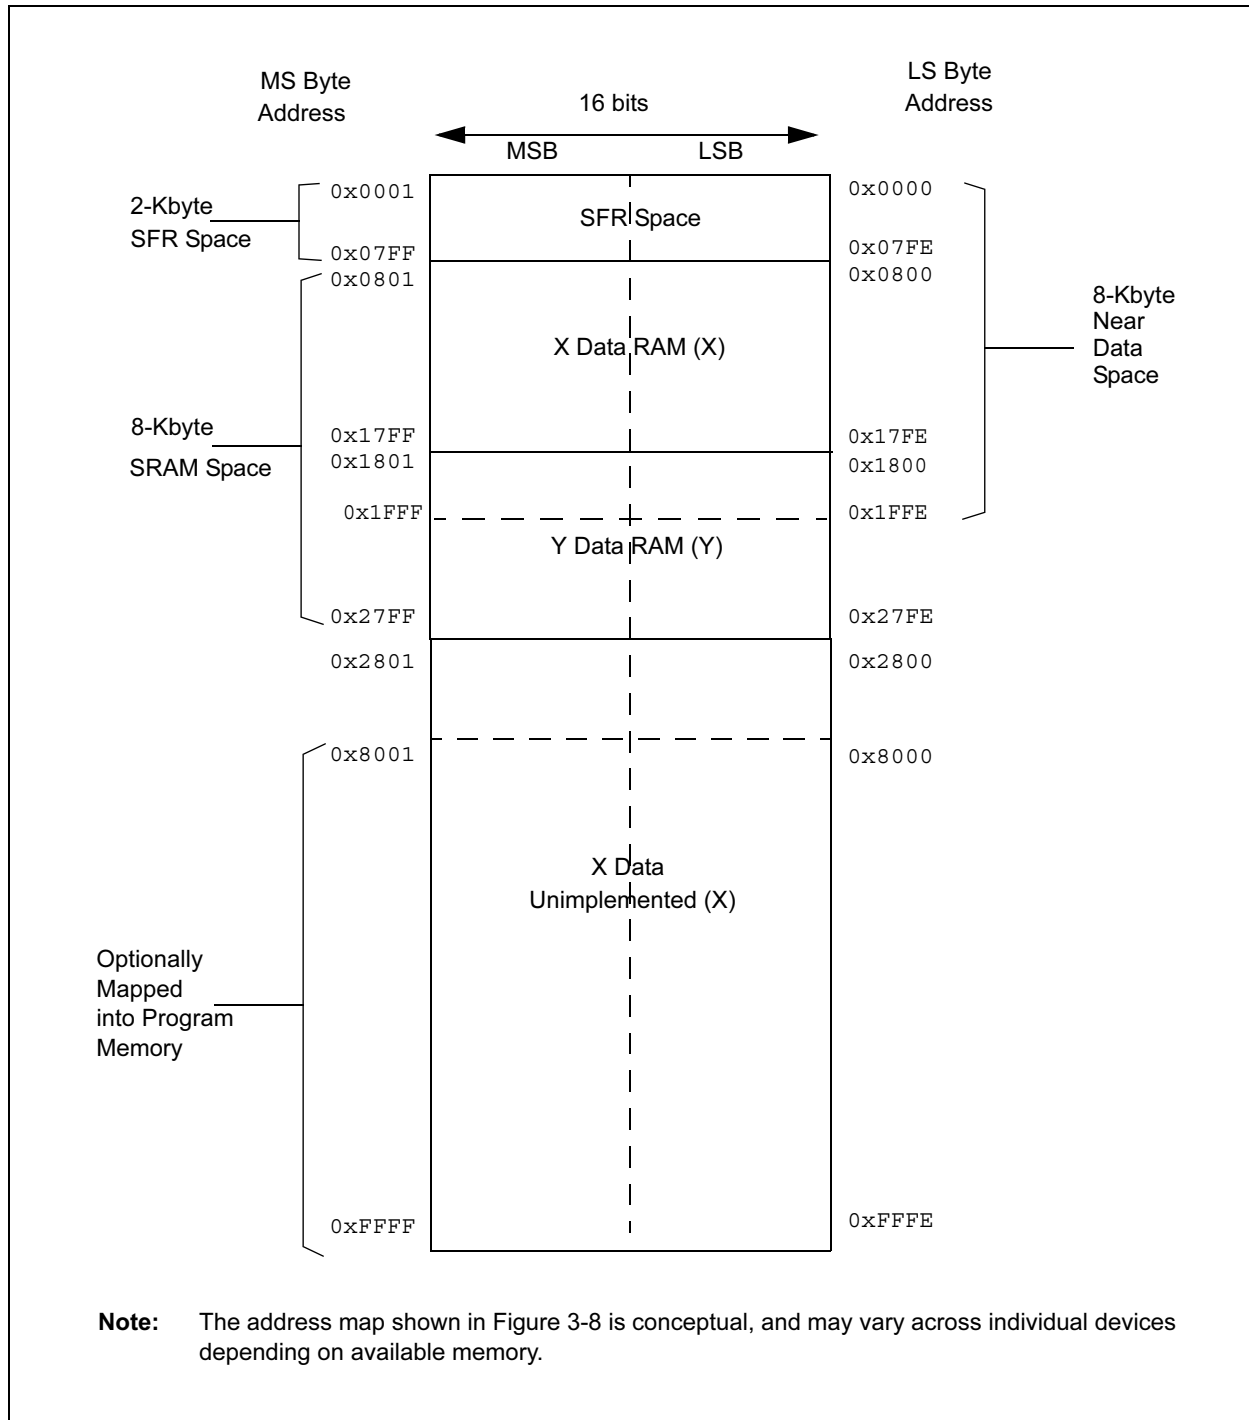 MS Byte
Address
16 bits
LS Byte
Address
MSB
LSB
2-Kbyte
SFR Space
0x0001
0x07FF
0x0801
SFR Space
0x0000
0x07FE
0x0800
8-Kbyte
Near
Data
Space
X Data RAM (X)
8-Kbyte
SRAM Space
0x17FF
0x1801
0x17FE
0x1800
0x1FFF
0x1FFE
Y Data RAM (Y)
0x27FF
0x27FE
0x2801
0x2800
0x8001
0x8000
X Data
Unimplemented (X)
Optionally
Mapped
into Program
Memory
0xFFFF
0xFFFE
Note: The address map shown in Figure 3-8 is conceptual, and may vary across individual devices
depending on available memory.